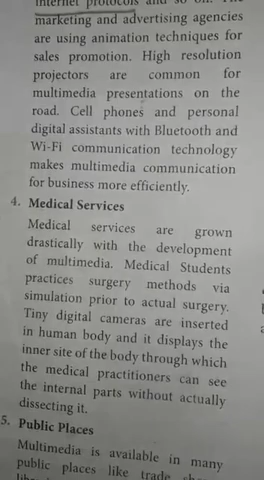 internet protocols and so on. The
marketing and advertising agencies
are using animation techniques for
sales promotion. High resolution
projectors are common for
multimedia presentations on the
road. Cell phones and personal
digital assistants with Bluetooth and
Wi-Fi communication technology
makes multimedia communication
for business more efficiently.
4. Medical Services
Medical services are grown
drastically with the development
of multimedia. Medical Students
practices surgery methods via
simulation prior to actual surgery.
Tiny digital cameras are inserted
in human body and it displays the
inner site of the body through which
the medical practitioners can see
the internal parts without actually
dissecting it.
5. Public Places
Multimedia is available in many
public places like trade